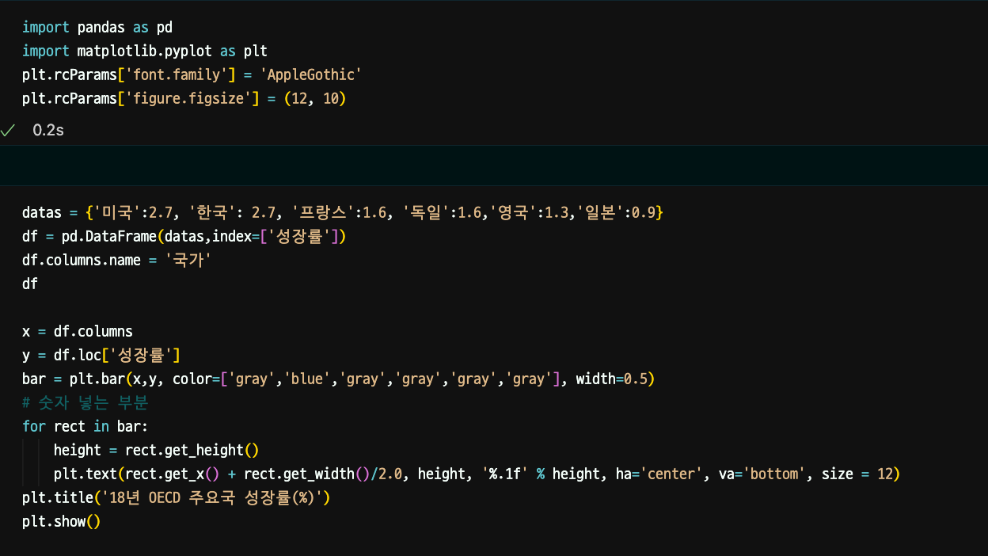 import pandas as pd
import matplotlib.pyplot as plt
plt.rcParams['font.family'] = 'AppleGothic'
plt.rcParams['figure.figsize'] = (12, 10)
0.2s
datas = {'미국':2.7, '한국': 2.7, '프랑스':1.6, '독일':1.6,'영국':1.3,'일본':0.9}
df = pd.DataFrame(datas,index=['성장률'])
df.columns.name = '국가'
df
x = df.columns
y = df.loc['성장률']
bar = plt.bar(x,y, color=['gray','blue','gray','gray','gray','gray'], width=0.5)
# 숫자 넣는 부분
for rect in bar:
    height = rect.get_height()
    plt.text(rect.get_x() + rect.get_width()/2.0, height, '%.1f' % height, ha='center', va='bottom', size = 12)
plt.title('18년 OECD 주요국 성장률(%)')
plt.show()